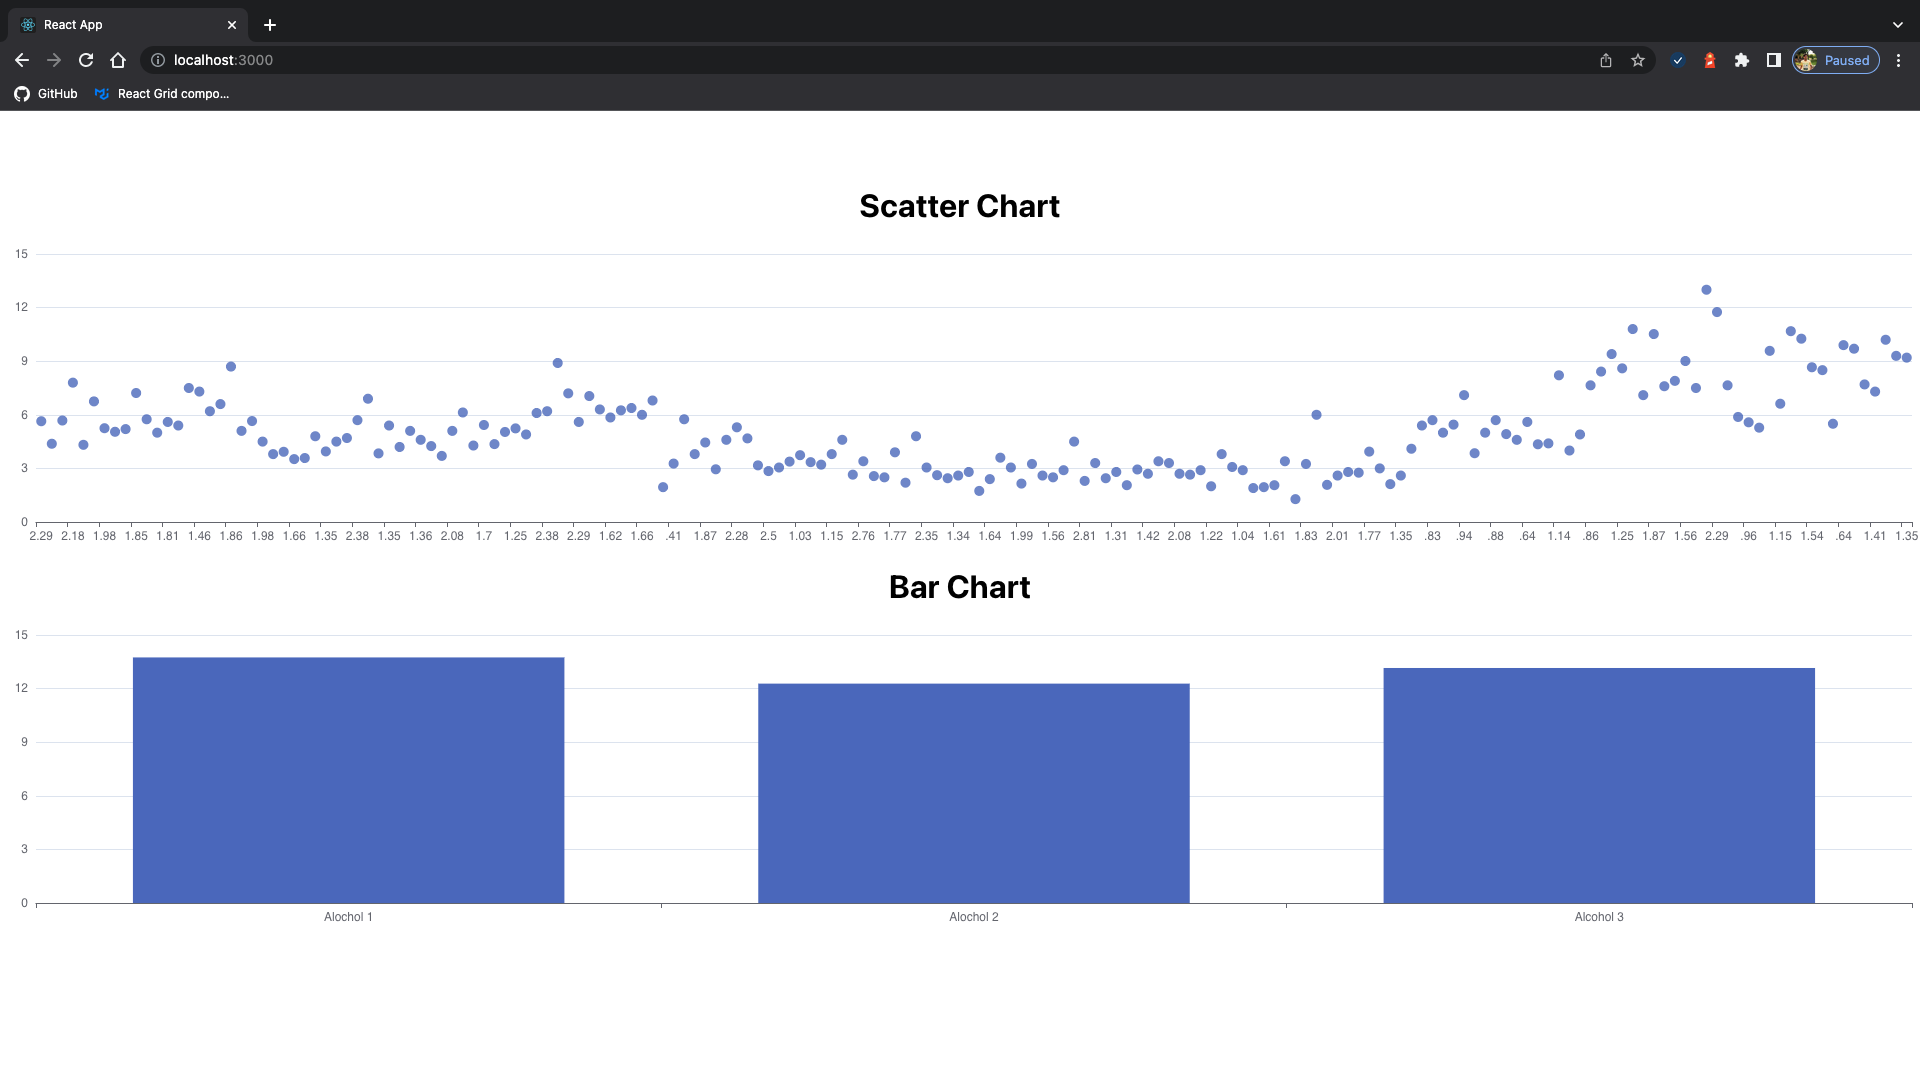 React App
localhost:3000
Paused
GitHub React Grid compo...
Scatter Chart
15
12
9
6
3
0
2.29 2.18 1.98 1.85 1.81 1.46 1.86 1.98 1.66 1.35 2.38 1.35 1.36 2.08 1.7 1.25 2.38 2.29 1.62 1.66 .41 1.87 2.28 2.5 1.03 1.15 2.76 1.77 2.35 1.34 1.64 1.99 1.56 2.81 1.31 1.42 2.08 1.22 1.04 1.61 1.83 2.01 1.77 1.35 .83 .94 .88 .64 1.14 .86 1.25 1.87 1.56 2.29 .96 1.15 1.54 .64 1.41 1.35
Bar Chart
15
12
9
6
3
0
Alochol 1 Alochol 2 Alcohol 3